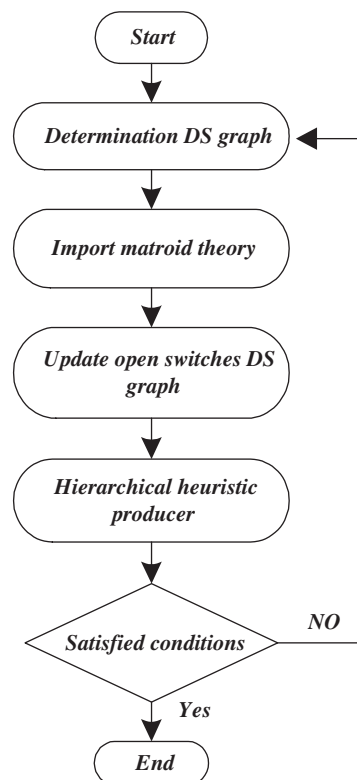 Start
Determination DS graph
Import matroid theory
Update open switches DS
graph
Hierarchical heuristic
producer
Satisfied conditions
NO
Yes
End